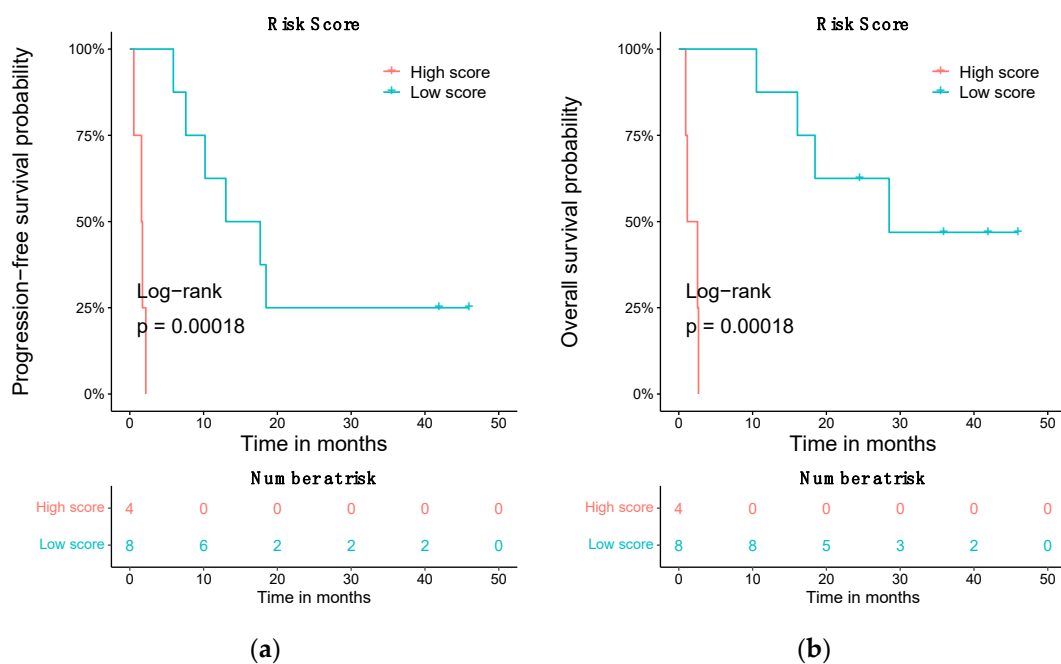 Risk Score
Progression−free survival probability
100%
75%
50%
25%
0%
High score
Low score
Log−rank
p = 0.00018
0 10 20 30 40 50
Time in months
Number at risk
High score 4 0 0 0 0 0
Low score 8 6 2 2 2 0
0 10 20 30 40 50
Time in months
(a)
Risk Score
Overall survival probability
100%
75%
50%
25%
0%
High score
Low score
Log−rank
p = 0.00018
0 10 20 30 40 50
Time in months
Number at risk
High score 4 0 0 0 0 0
Low score 8 8 5 3 2 0
0 10 20 30 40 50
Time in months
(b)